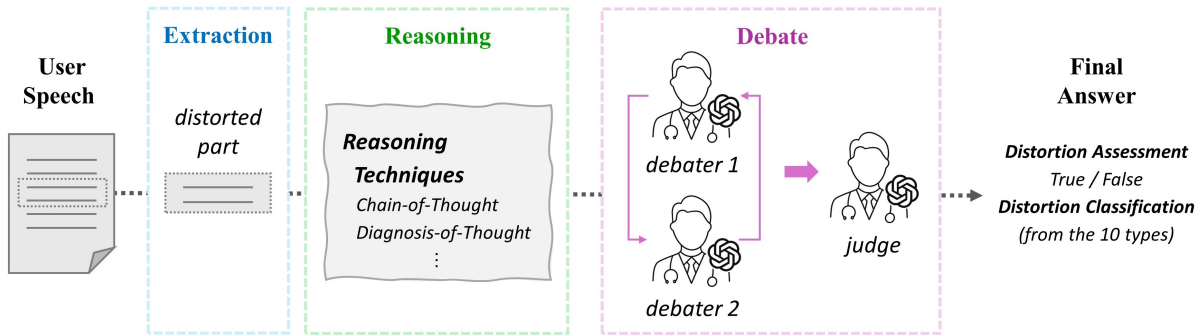 User
Speech
Extraction
distorted
part
Reasoning
Reasoning
Techniques
Chain-of-Thought
Diagnosis-of-Thought
⋮
Debate
debater 1
debater 2
judge
Final
Answer
Distortion Assessment
True / False
Distortion Classification
(from the 10 types)